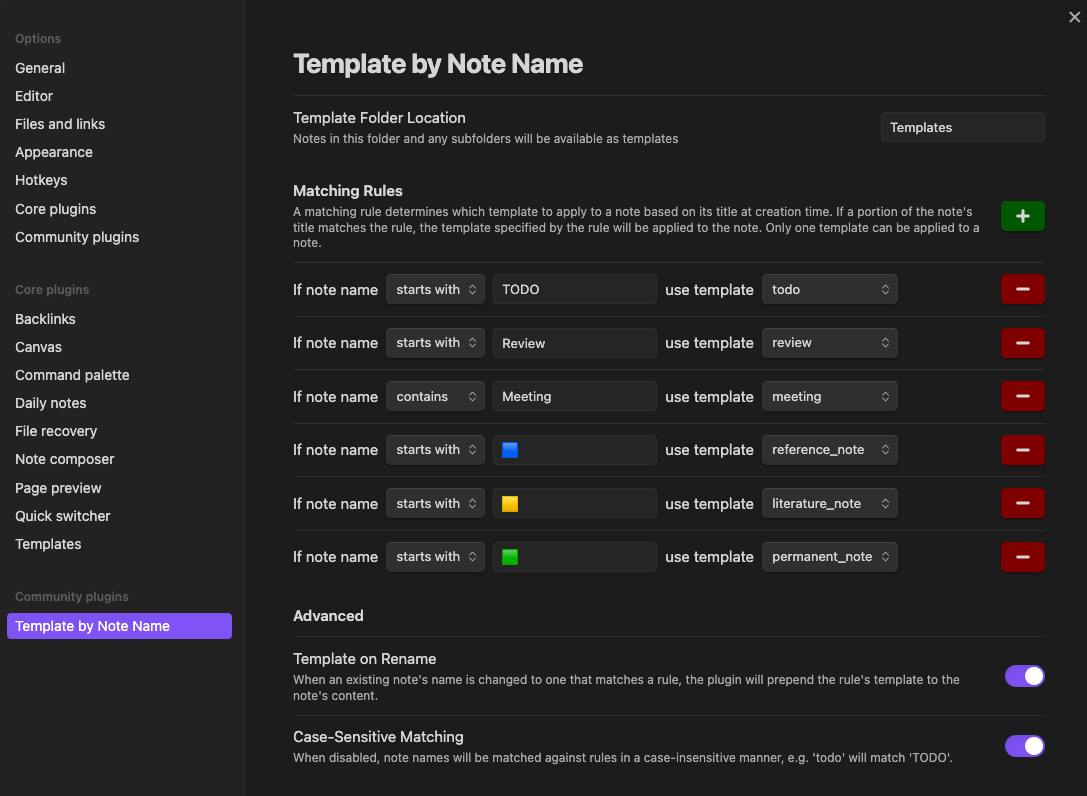 Options
General
Editor
Files and links
Appearance
Hotkeys
Core plugins
Community plugins
Core plugins
Backlinks
Canvas
Command palette
Daily notes
File recovery
Note composer
Page preview
Quick switcher
Templates
Community plugins
Template by Note Name
Template by Note Name
Template Folder Location
Notes in this folder and any subfolders will be available as templates
Templates
Matching Rules
A matching rule determines which template to apply to a note based on its title at creation time. If a portion of the note's
title matches the rule, the template specified by the rule will be applied to the note. Only one template can be applied to a
note.
If note name starts with TODO use template todo
If note name starts with Review use template review
If note name contains Meeting use template meeting
If note name starts with 🟦 use template reference_note
If note name starts with 🟨 use template literature_note
If note name starts with 🟩 use template permanent_note
Advanced
Template on Rename
When an existing note's name is changed to one that matches a rule, the plugin will prepend the rule's template to the
note's content.
Case-Sensitive Matching
When disabled, note names will be matched against rules in a case-insensitive manner, e.g. 'todo' will match 'TODO'.